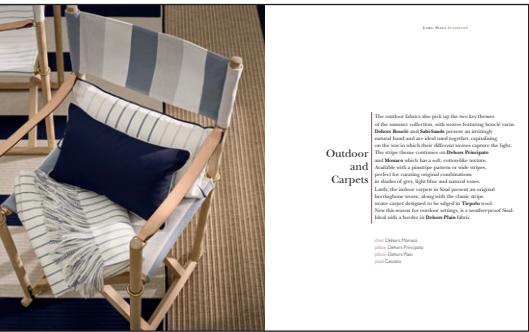 Loro Piana Interiors
Outdoor
and
Carpets
The outdoor fabrics also pick up the two key themes
of the summer collection, with weaves featuring bouclé yarns.
Dehors Bouclé and Sabi-Sands present an invitingly
natural hand and are ideal used together, capitalising
on the way in which their different weaves capture the light.
The stripe theme continues on Dehors Principato
and Monaco which has a soft, cotton-like texture.
Available with a pinstripe pattern or wide stripes,
perfect for curating original combinations
in shades of grey, light blue and natural tones.
Lastly, the indoor carpets in Sisal present an original
herringbone weave, along with the classic stripe
weave carpet designed to be edged in Tiepolo wool.
New this season for outdoor settings, is a weatherproof Sisal.
Ideal with a border in Dehors Plain fabric.
chair Dehors Monaco
pillow Dehors Principato
pillow Dehors Plain
plaid Gessato